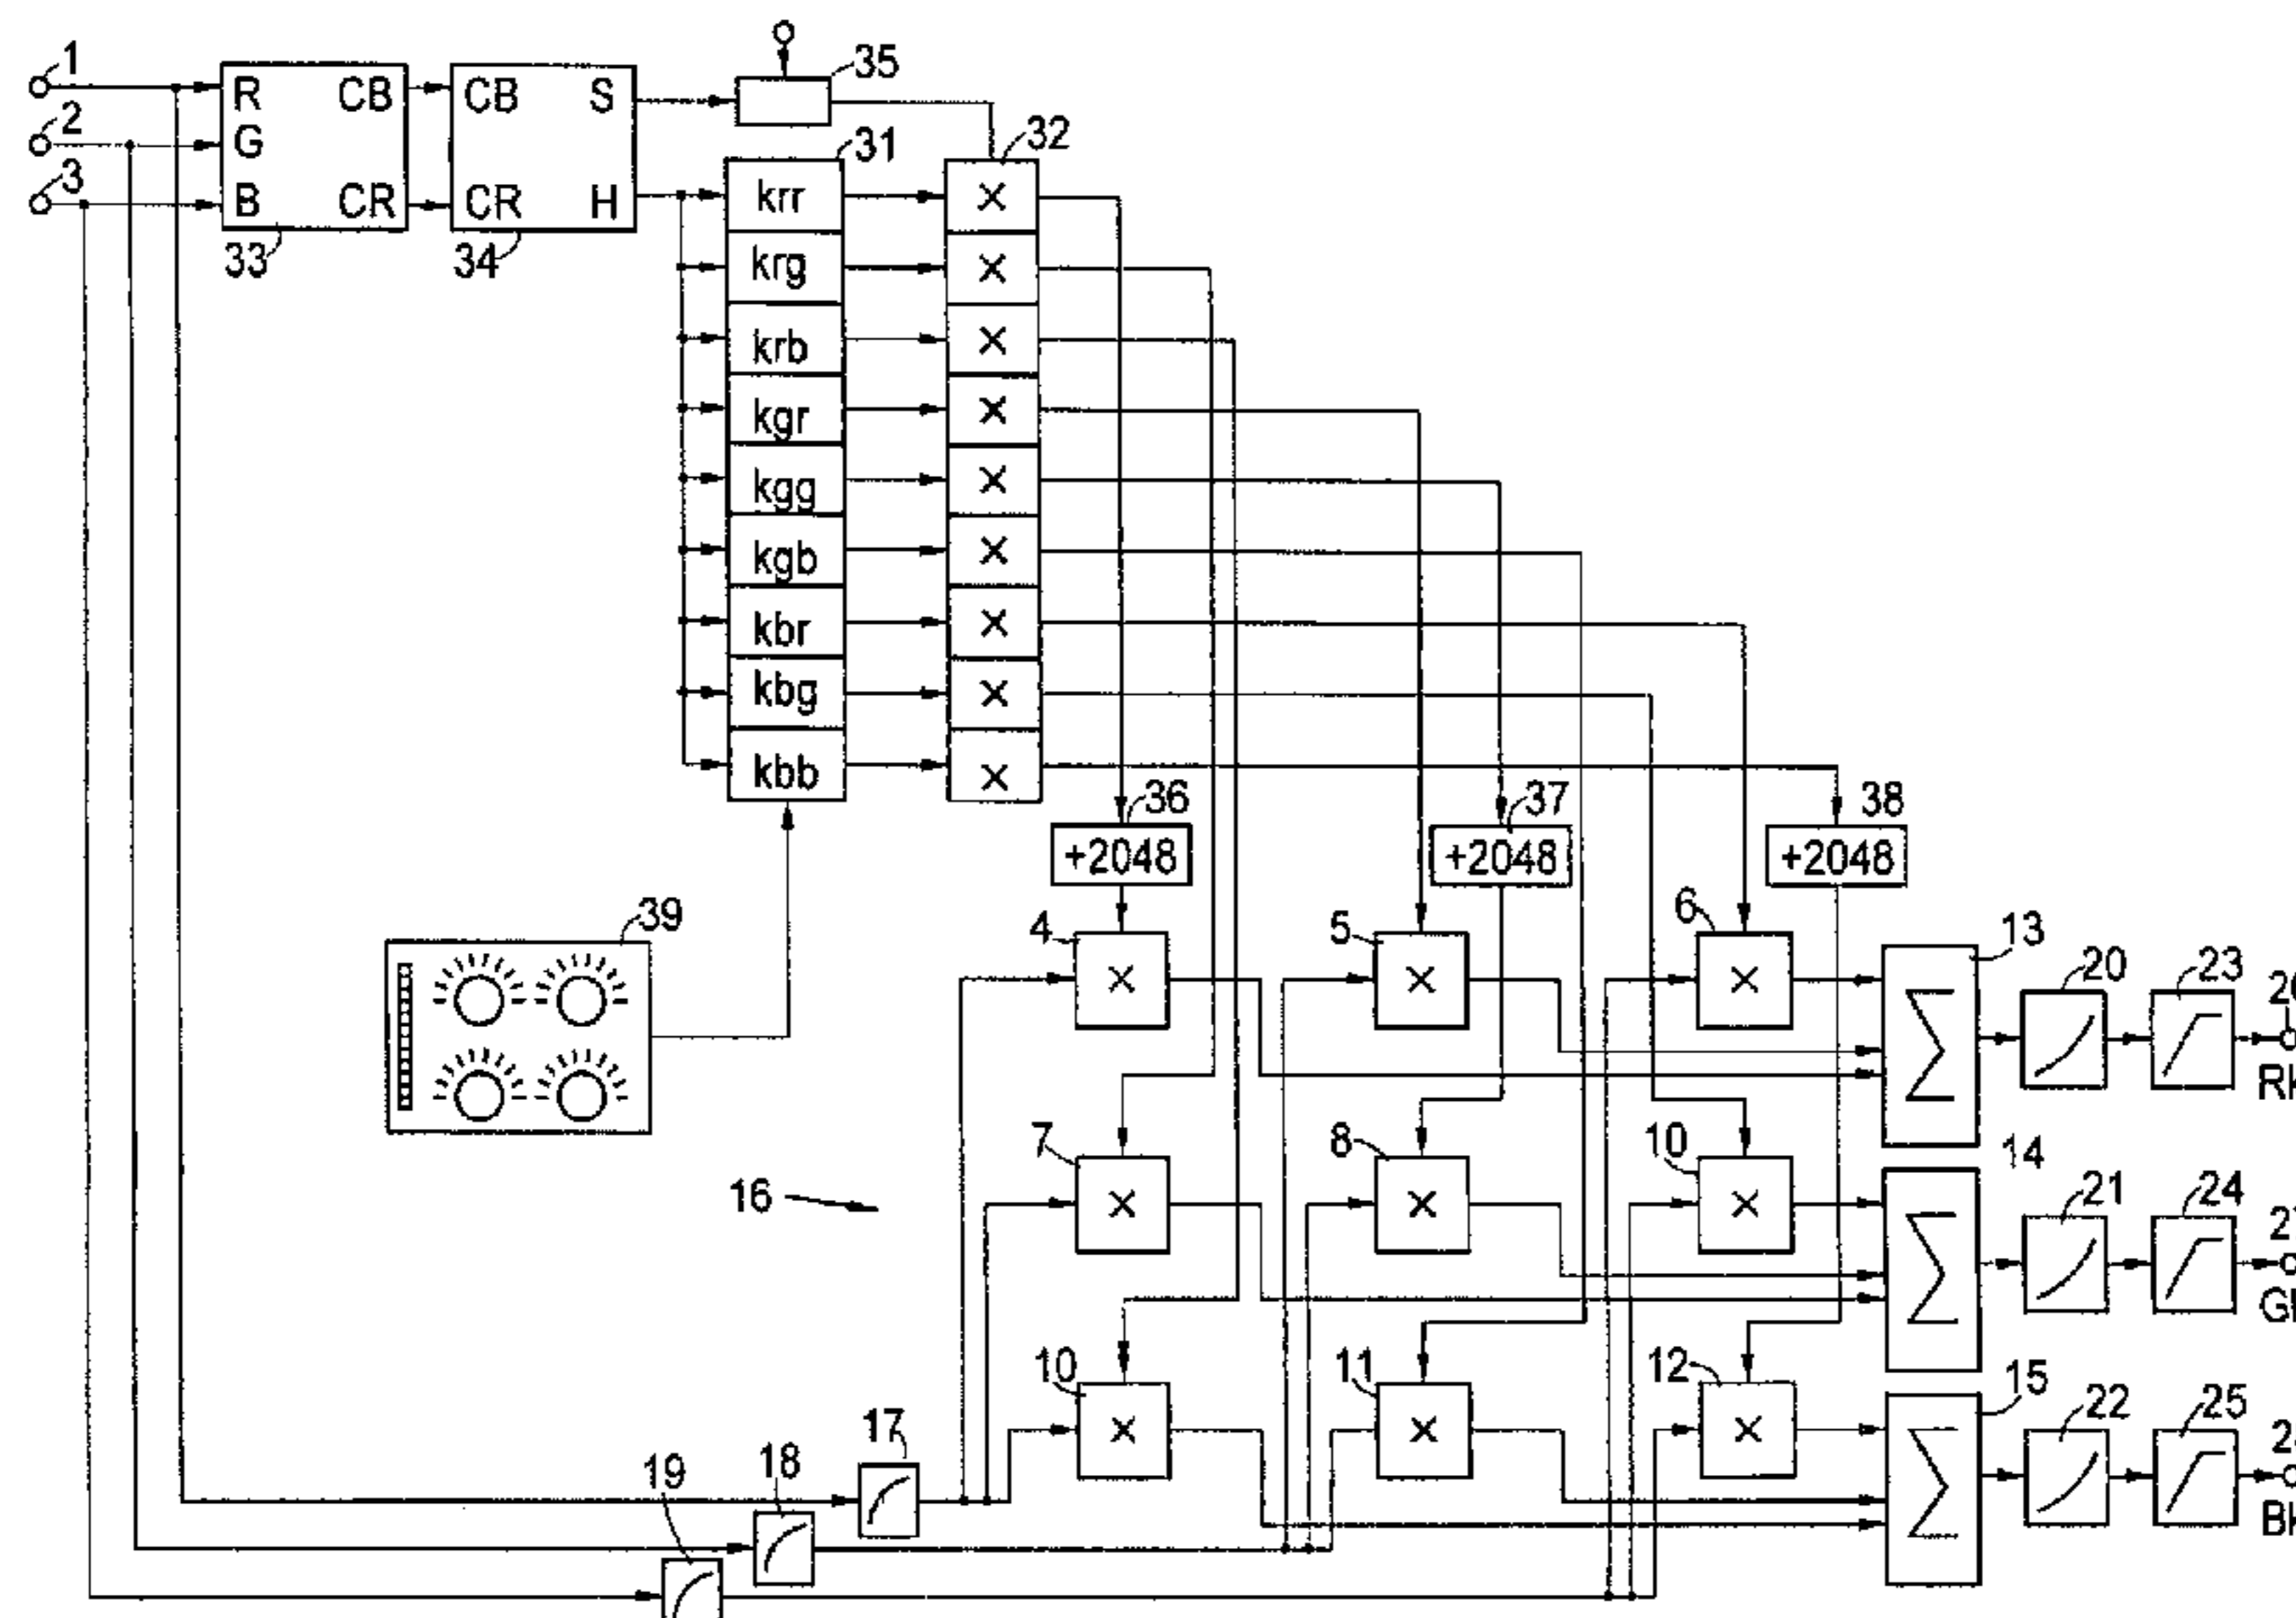 1
2
3
R CB
G
B CR
33
CB S
CR H
34
35
31
32
krr ×
krg ×
krb ×
kgr ×
kgg ×
kgb ×
kbr ×
kbg ×
kbb ×
36
+2048
37
+2048
38
+2048
39
4
×
5
×
6
×
13
Σ
20
23
16
7
×
8
×
10
×
14
Σ
21
24
10
×
11
×
12
×
15
Σ
22
25
17
18
19